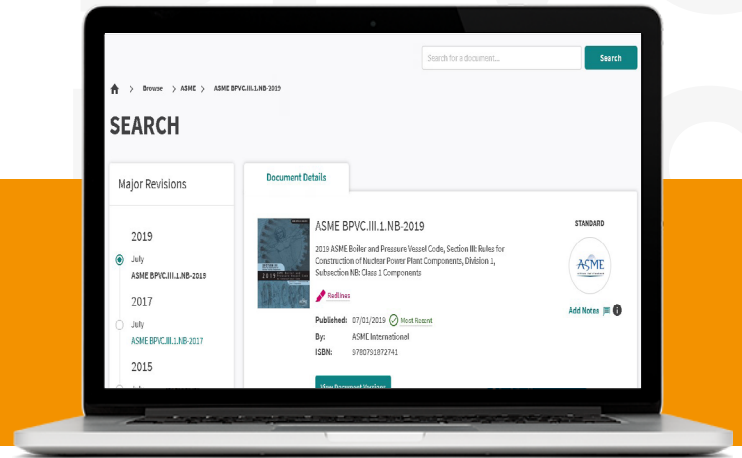 Search for a document...
Search
> Browse > ASME > ASME BPVC.III.1.NB-2019
SEARCH
Major Revisions
Document Details
2019
July
ASME BPVC.III.1.NB-2019
2017
July
ASME BPVC.III.1.NB-2017
2015
2019
ASME BPVC.III.1.NB-2019
2019 ASME Boiler and Pressure Vessel Code, Section III: Rules for
Construction of Nuclear Power Plant Components, Division 1,
Subsection NB: Class 1 Components
Redlines
Published: 07/01/2019 Most Recent
By: ASME International
ISBN: 9780791872741
View Document Versions
STANDARD
ASME
Add Notes